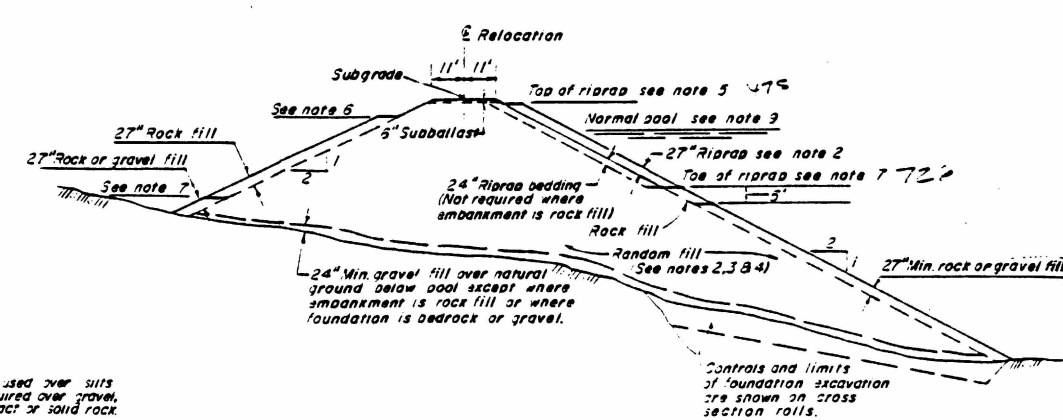 ℄ Relocation
11' 11'
Subgrade
Top of riprap see note 5
See note 6
Normal pool see note 9
6" Subballast
27" Rock fill
27" Riprap see note 2
27" Rock or gravel fill
1
2
24" Riprap bedding
(Not required where
embankment is rock fill)
Toe of riprap see note 7 726
See note 7
5'
Rock fill
Random fill
(See notes 2,3&4)
2
1
27" Min. rock or gravel fill
24" Min. gravel fill over natural
ground below pool except where
embankment is rock fill or where
foundation is bedrock or gravel.
Controls and limits
of foundation excavation
are shown on cross
section rolls.
used over silts
uired over gravel,
act or solid rock.